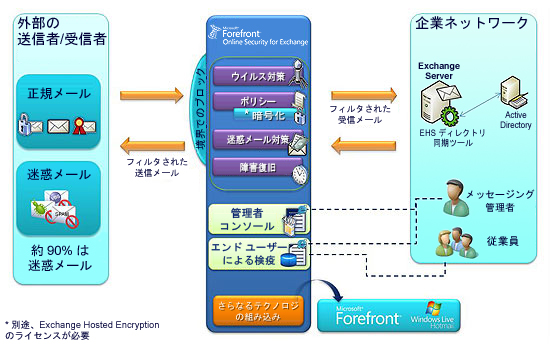 外部の
送信者/受信者
正規メール
迷惑メール
SPAM
約 90% は
迷惑メール
* 別途、Exchange Hosted Encryption
のライセンスが必要
フィルタされた
送信メール
境界でのブロック
Microsoft
Forefront
Online Security for Exchange
ウイルス対策
ポリシー
* 暗号化
迷惑メール対策
障害復旧
管理者
コンソール
エンド ユーザー
による検疫
さらなるテクノロジ
の組み込み
フィルタされた
受信メール
企業ネットワーク
Exchange
Server
EHS ディレクトリ
同期ツール
Active
Directory
メッセージング
管理者
従業員
Microsoft
Forefront
Windows Live
Hotmail